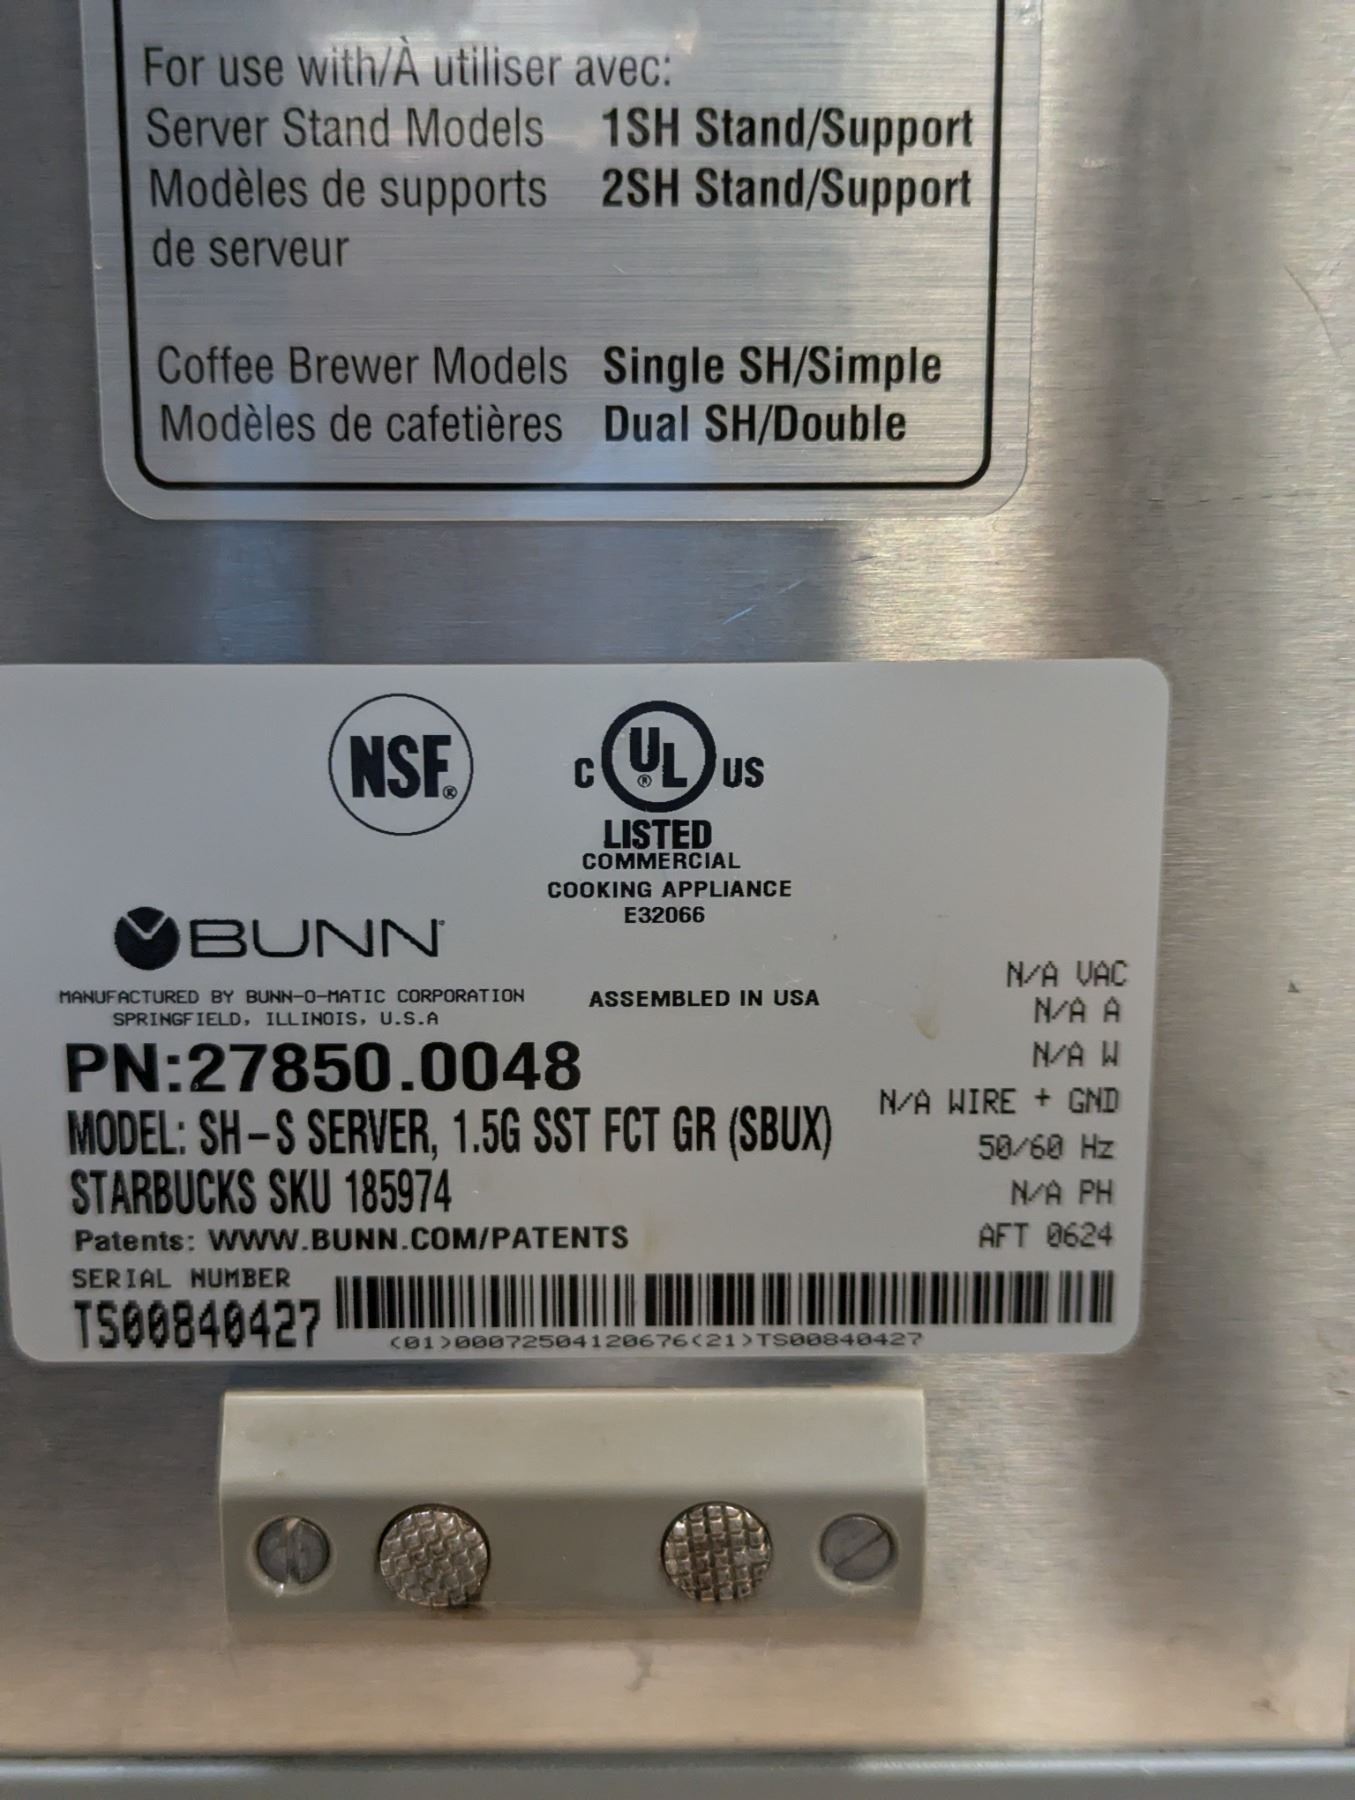 For use with/À utiliser avec:
Server Stand Models 1SH Stand/Support
Modèles de supports 2SH Stand/Support
de serveur
Coffee Brewer Models Single SH/Simple
Modèles de cafetières Dual SH/Double
NSF®
C UL® US
LISTED
COMMERCIAL
COOKING APPLIANCE
E32066
BUNN®
MANUFACTURED BY BUNN-O-MATIC CORPORATION
SPRINGFIELD, ILLINOIS, U.S.A
ASSEMBLED IN USA
PN:27850.0048
MODEL: SH-S SERVER, 1.5G SST FCT GR (SBUX)
STARBUCKS SKU 185974
Patents: WWW.BUNN.COM/PATENTS
N/A VAC
N/A A
N/A W
N/A WIRE + GND
50/60 Hz
N/A PH
AFT 0624
SERIAL NUMBER
TS00840427
(01)00072504120676(21)TS00840427